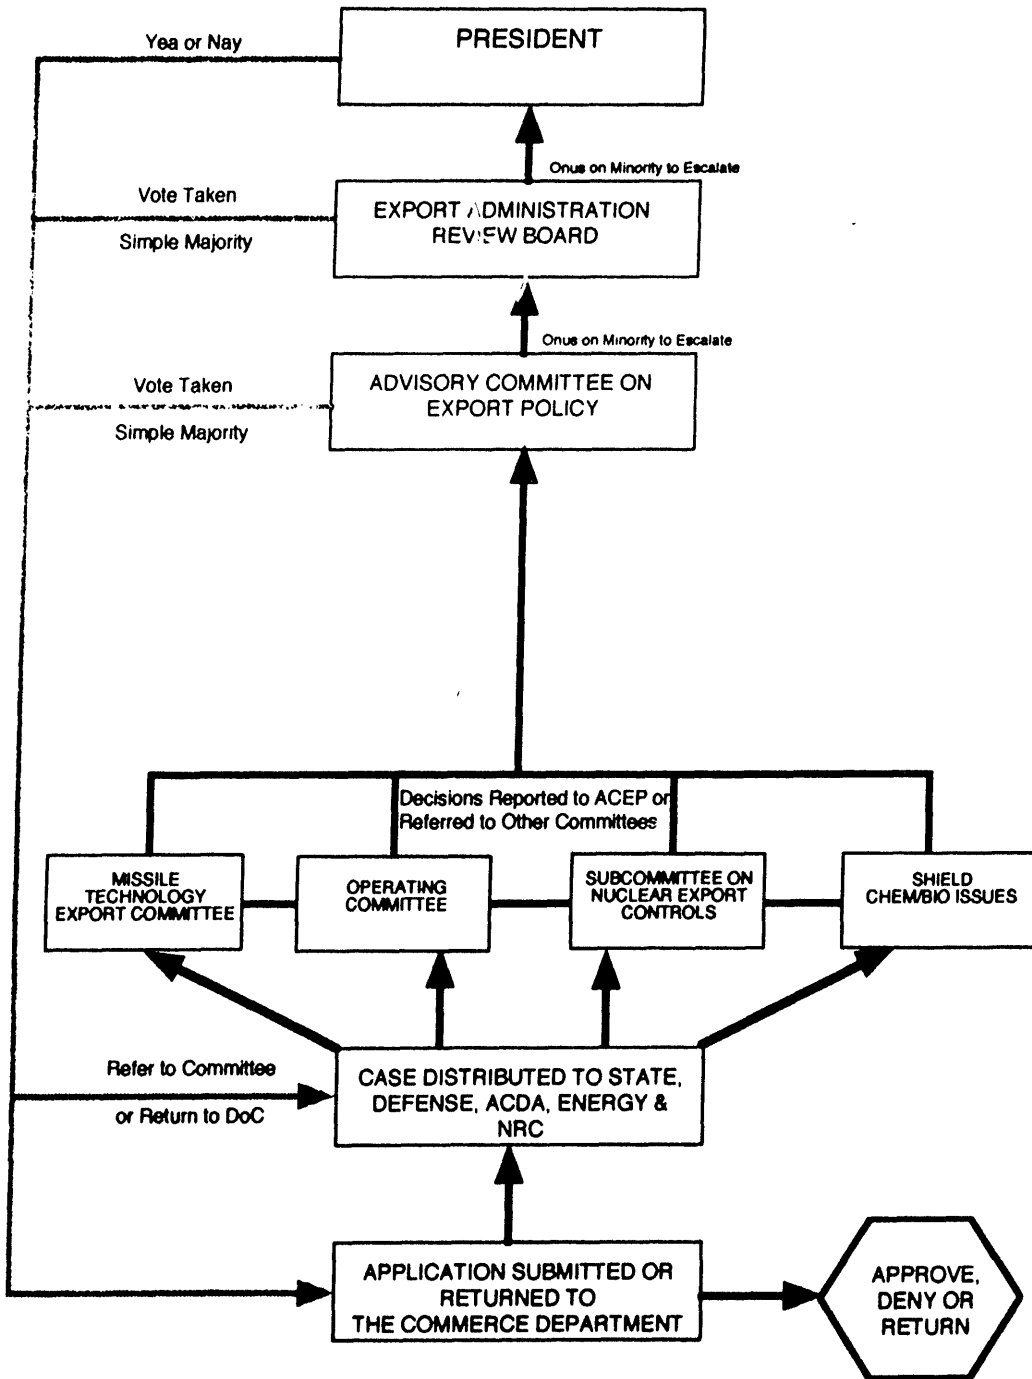 Yea or Nay
PRESIDENT
Onus on Minority to Escalate
Vote Taken
Simple Majority
EXPORT ADMINISTRATION
REVIEW BOARD
Onus on Minority to Escalate
Vote Taken
Simple Majority
ADVISORY COMMITTEE ON
EXPORT POLICY
Decisions Reported to ACEP or
Referred to Other Committees
MISSILE
TECHNOLOGY
EXPORT COMMITTEE
OPERATING
COMMITTEE
SUBCOMMITTEE ON
NUCLEAR EXPORT
CONTROLS
SHIELD
CHEM/BIO ISSUES
Refer to Committee
or Return to DoC
CASE DISTRIBUTED TO STATE,
DEFENSE, ACDA, ENERGY &
NRC
APPLICATION SUBMITTED OR
RETURNED TO
THE COMMERCE DEPARTMENT
APPROVE,
DENY OR
RETURN